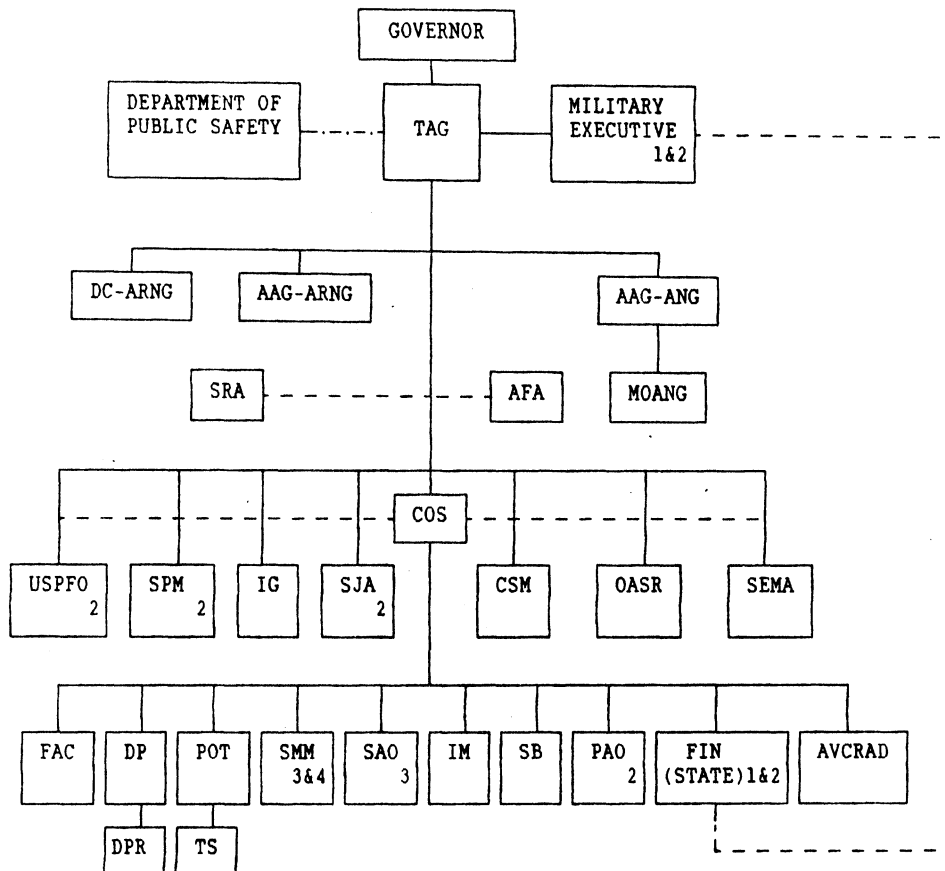 GOVERNOR
DEPARTMENT OF
PUBLIC SAFETY
TAG
MILITARY
EXECUTIVE
1&2
DC-ARNG
AAG-ARNG
AAG-ANG
SRA
AFA
MOANG
COS
USPFO
2
SPM
2
IG
SJA
2
CSM
OASR
SEMA
FAC
DP
POT
SMM
3&4
SAO
3
IM
SB
PAO
2
FIN
(STATE)1&2
AVCRAD
DPR
TS